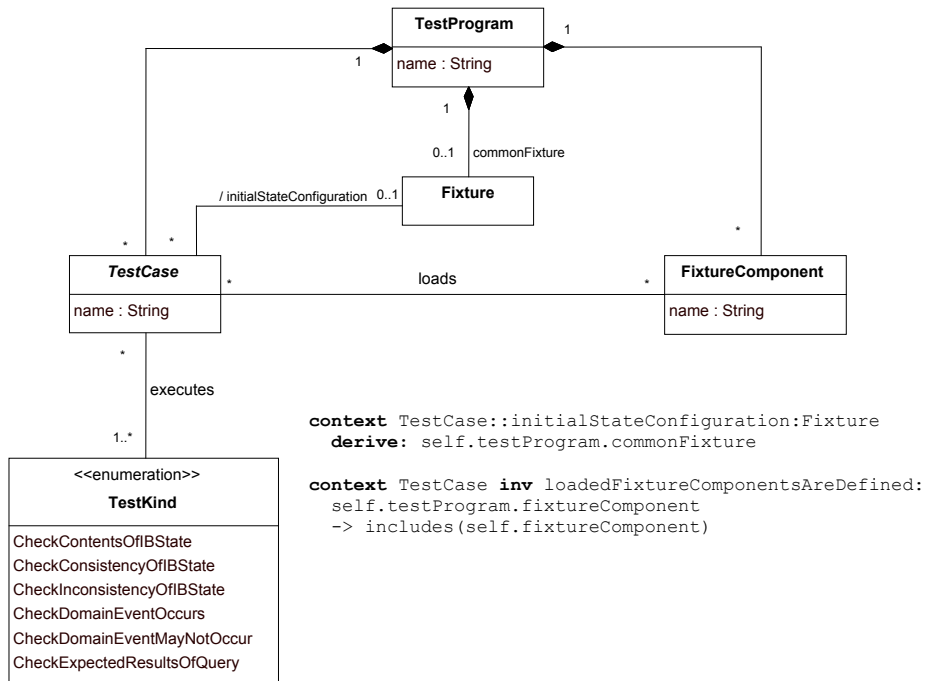 TestProgram
name : String
1
1
1
0..1 commonFixture
/ initialStateConfiguration 0..1
Fixture
*
*
*
TestCase
name : String
*
loads
*
FixtureComponent
name : String
*
executes
1..*
<<enumeration>>
TestKind
CheckContentsOfIBState
CheckConsistencyOfIBState
CheckInconsistencyOfIBState
CheckDomainEventOccurs
CheckDomainEventMayNotOccur
CheckExpectedResultsOfQuery
context TestCase::initialStateConfiguration:Fixture
derive: self.testProgram.commonFixture
context TestCase inv loadedFixtureComponentsAreDefined:
self.testProgram.fixtureComponent
-> includes(self.fixtureComponent)